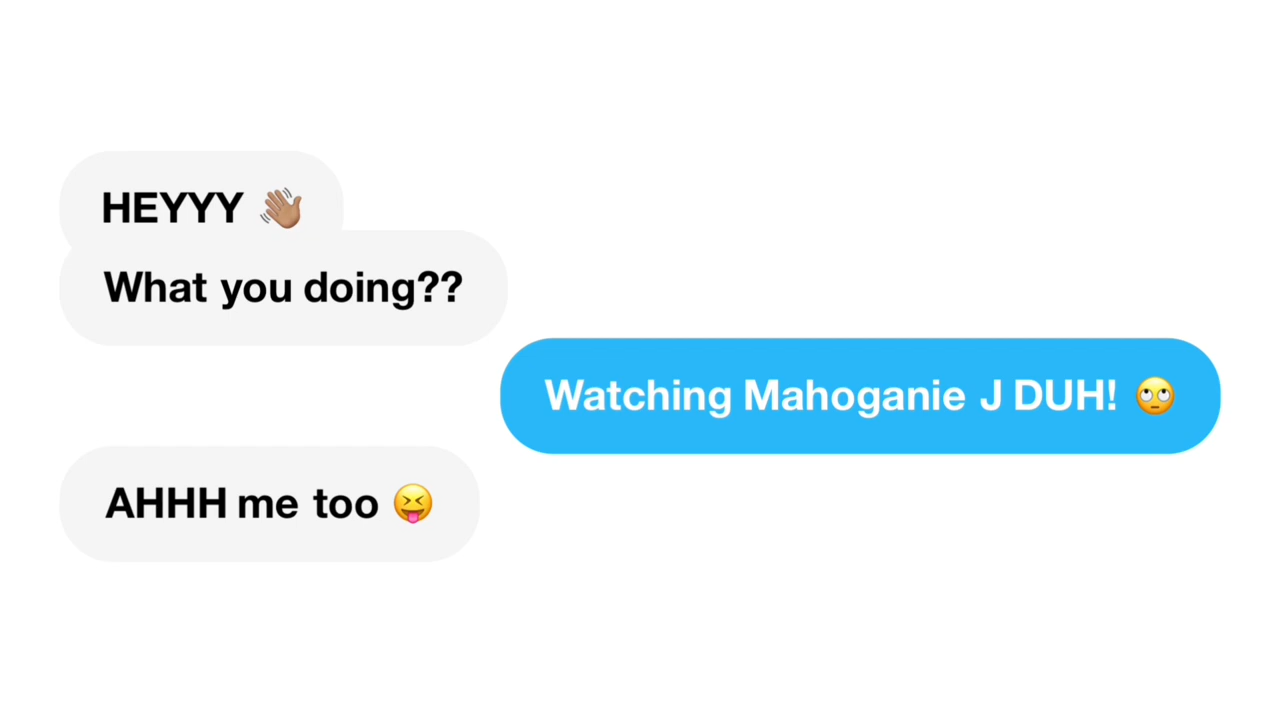 HEYYY 👋🏽
What you doing??
Watching Mahoganie J DUH! 🙄
AHHH me too 😝